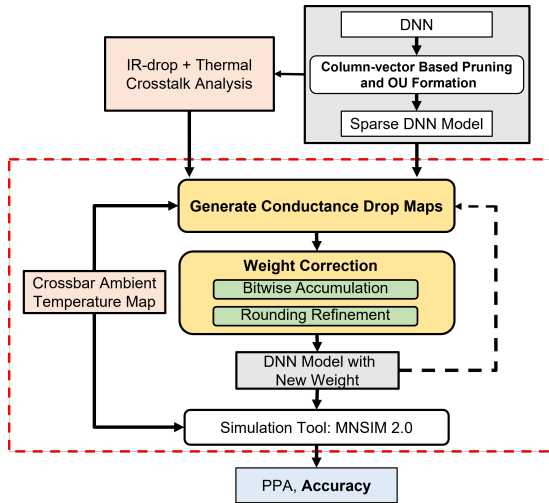 DNN
Column-vector Based Pruning
and OU Formation
Sparse DNN Model
IR-drop + Thermal
Crosstalk Analysis
Generate Conductance Drop Maps
Weight Correction
Bitwise Accumulation
Rounding Refinement
Crossbar Ambient
Temperature Map
DNN Model with
New Weight
Simulation Tool: MNSIM 2.0
PPA, Accuracy